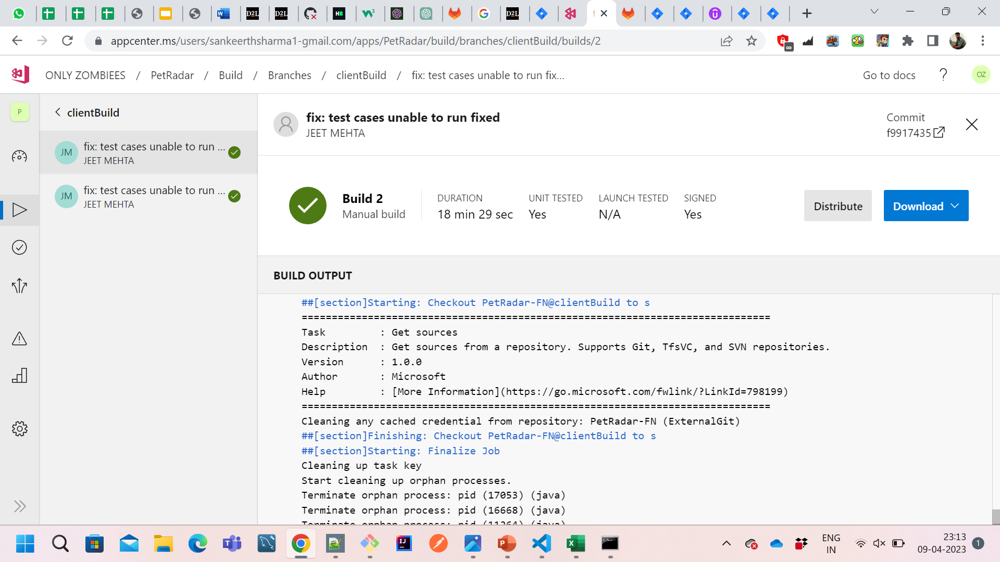 appcenter.ms/users/sankeerthsharma1-gmail.com/apps/PetRadar/build/branches/clientBuild/builds/2
ONLY ZOMBIEES / PetRadar / Build / Branches / clientBuild / fix: test cases unable to run fix...
Go to docs ?
OZ
P
clientBuild
JM
fix: test cases unable to run ...
JEET MEHTA
JM
fix: test cases unable to run ...
JEET MEHTA
fix: test cases unable to run fixed
JEET MEHTA
Commit
f9917435
Build 2
Manual build
DURATION
18 min 29 sec
UNIT TESTED
Yes
LAUNCH TESTED
N/A
SIGNED
Yes
Distribute
Download
BUILD OUTPUT
##[section]Starting: Checkout PetRadar-FN@clientBuild to s
==============================================================================
Task         : Get sources
Description  : Get sources from a repository. Supports Git, TfsVC, and SVN repositories.
Version      : 1.0.0
Author       : Microsoft
Help         : [More Information](https://go.microsoft.com/fwlink/?LinkId=798199)
==============================================================================
Cleaning any cached credential from repository: PetRadar-FN (ExternalGit)
##[section]Finishing: Checkout PetRadar-FN@clientBuild to s
##[section]Starting: Finalize Job
Cleaning up task key
Start cleaning up orphan processes.
Terminate orphan process: pid (17053) (java)
Terminate orphan process: pid (16668) (java)
Terminate orphan process: pid (11264) (java)
ENG
IN
23:13
09-04-2023
1